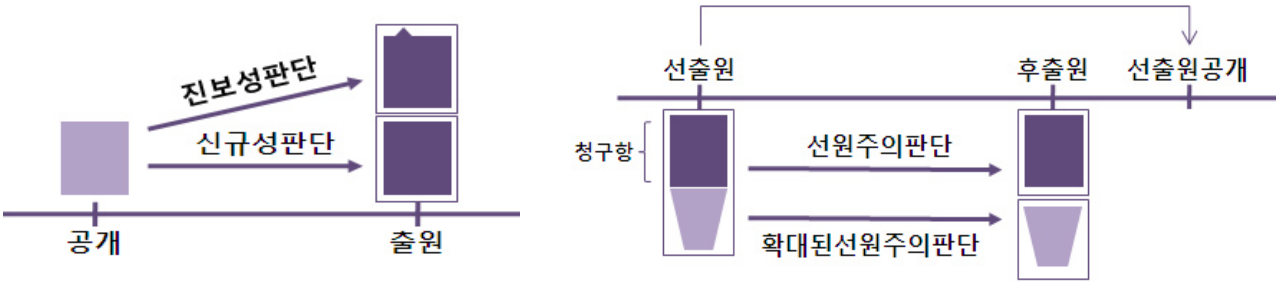 진보성판단
신규성판단
공개
출원
선출원
후출원
선출원공개
청구항
선원주의판단
확대된선원주의판단